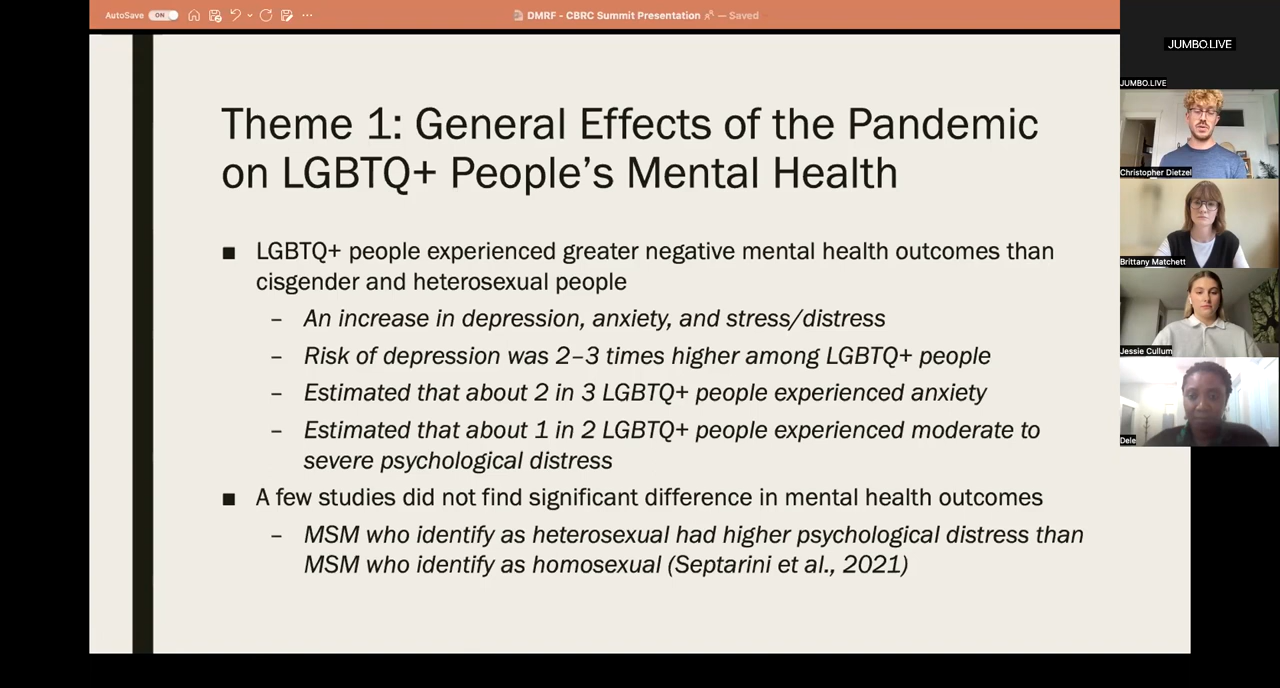 AutoSave ON
DMRF - CBRC Summit Presentation — Saved
JUMBO.LIVE
JUMBO.LIVE
Theme 1: General Effects of the Pandemic
on LGBTQ+ People’s Mental Health
■ LGBTQ+ people experienced greater negative mental health outcomes than
cisgender and heterosexual people
– An increase in depression, anxiety, and stress/distress
– Risk of depression was 2–3 times higher among LGBTQ+ people
– Estimated that about 2 in 3 LGBTQ+ people experienced anxiety
– Estimated that about 1 in 2 LGBTQ+ people experienced moderate to
severe psychological distress
■ A few studies did not find significant difference in mental health outcomes
– MSM who identify as heterosexual had higher psychological distress than
MSM who identify as homosexual (Septarini et al., 2021)
Christopher Dietzel
Brittany Matchett
Jessie Cullum
Dele